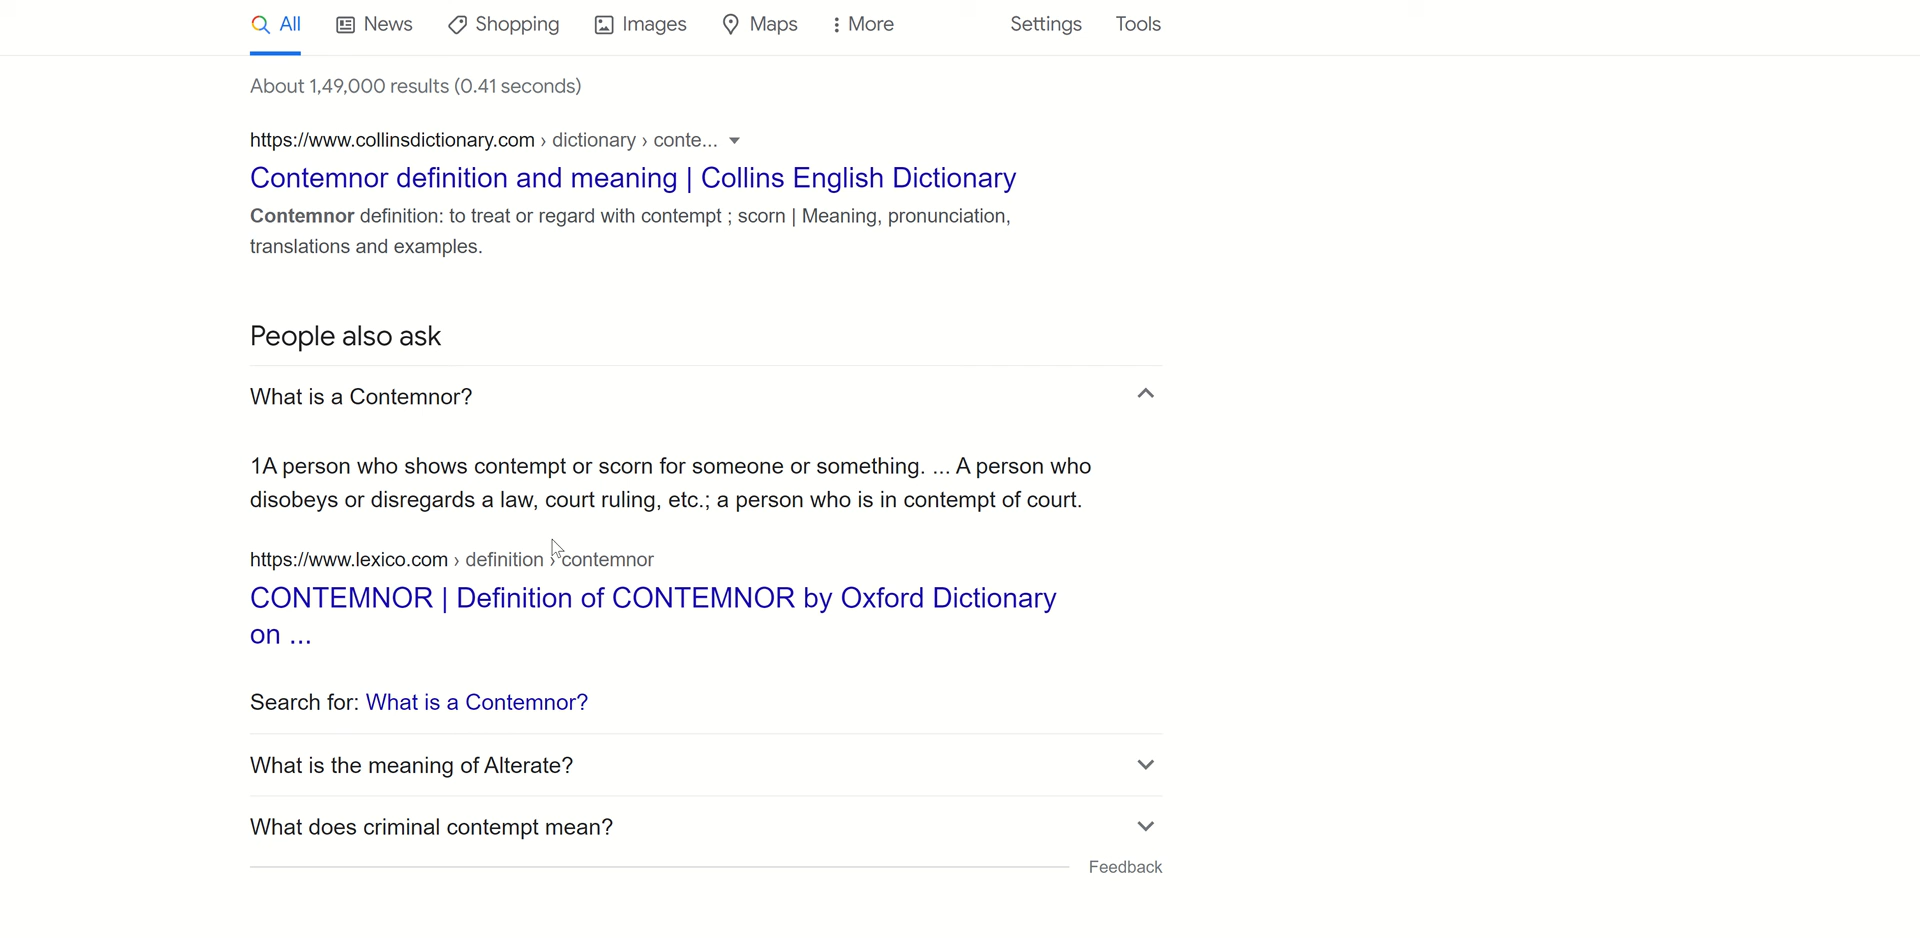 All News Shopping Images Maps More Settings Tools
About 1,49,000 results (0.41 seconds)
https://www.collinsdictionary.com › dictionary › conte...
Contemnor definition and meaning | Collins English Dictionary
Contemnor definition: to treat or regard with contempt ; scorn | Meaning, pronunciation,
translations and examples.
People also ask
What is a Contemnor?
1A person who shows contempt or scorn for someone or something. ... A person who
disobeys or disregards a law, court ruling, etc.; a person who is in contempt of court.
https://www.lexico.com › definition › contemnor
CONTEMNOR | Definition of CONTEMNOR by Oxford Dictionary
on ...
Search for: What is a Contemnor?
What is the meaning of Alterate?
What does criminal contempt mean?
Feedback